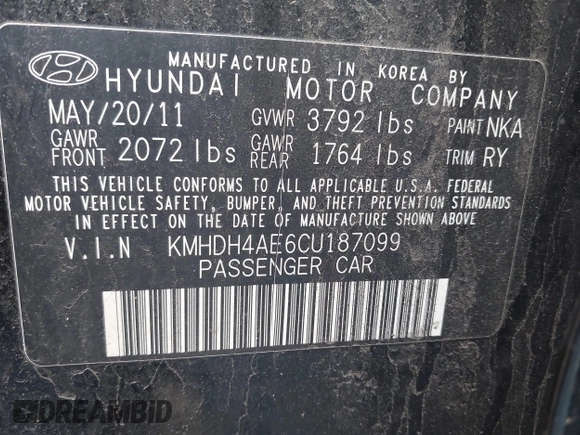 MANUFACTURED IN KOREA BY
HYUNDAI MOTOR COMPANY
MAY/20/11 GVWR 3792 lbs PAINT NKA
GAWR FRONT 2072 lbs GAWR REAR 1764 lbs TRIM RY
THIS VEHICLE CONFORMS TO ALL APPLICABLE U.S.A. FEDERAL
MOTOR VEHICLE SAFETY, BUMPER, AND THEFT PREVENTION STANDARDS
IN EFFECT ON THE DATE OF MANUFACTURE SHOWN ABOVE
V.I.N KMHDH4AE6CU187099
PASSENGER CAR
DREAMBID